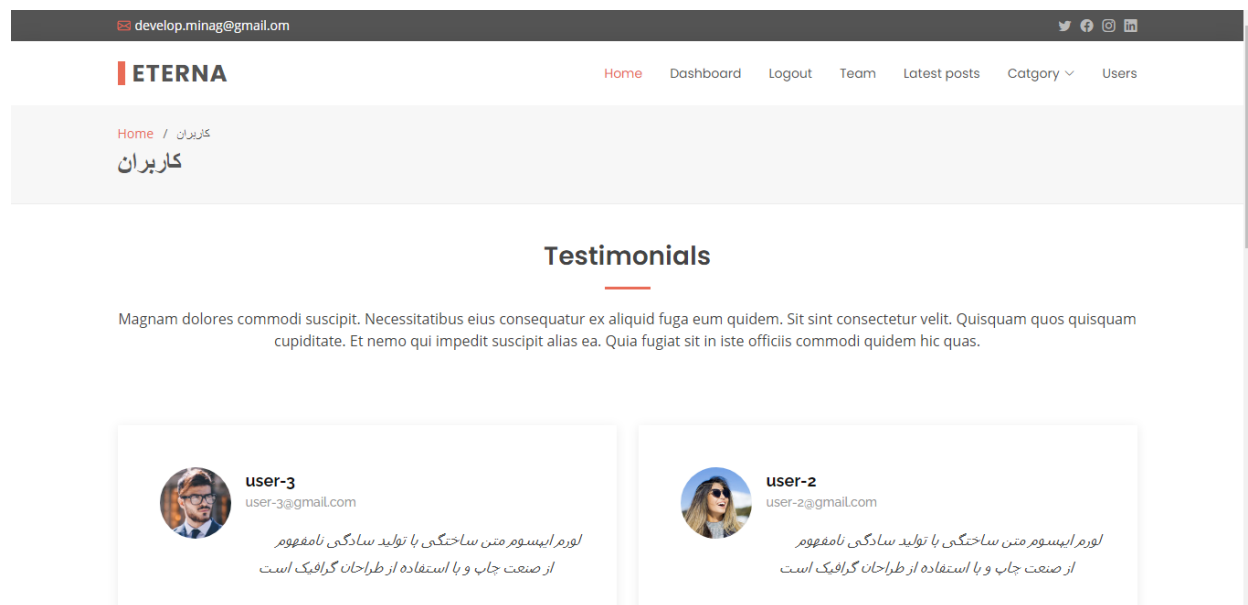 develop.minag@gmail.om
ETERNA
Home Dashboard Logout Team Latest posts Catgory Users
Home / کاربران
کاربران
Testimonials
Magnam dolores commodi suscipit. Necessitatibus eius consequatur ex aliquid fuga eum quidem. Sit sint consectetur velit. Quisquam quos quisquam
cupiditate. Et nemo qui impedit suscipit alias ea. Quia fugiat sit in iste officiis commodi quidem hic quas.
user-3
user-3@gmail.com
لورم ایپسوم متن ساختگی با تولید سادگی نامفهوم
از صنعت چاپ و با استفاده از طراحان گرافیک است
user-2
user-2@gmail.com
لورم ایپسوم متن ساختگی با تولید سادگی نامفهوم
از صنعت چاپ و با استفاده از طراحان گرافیک است